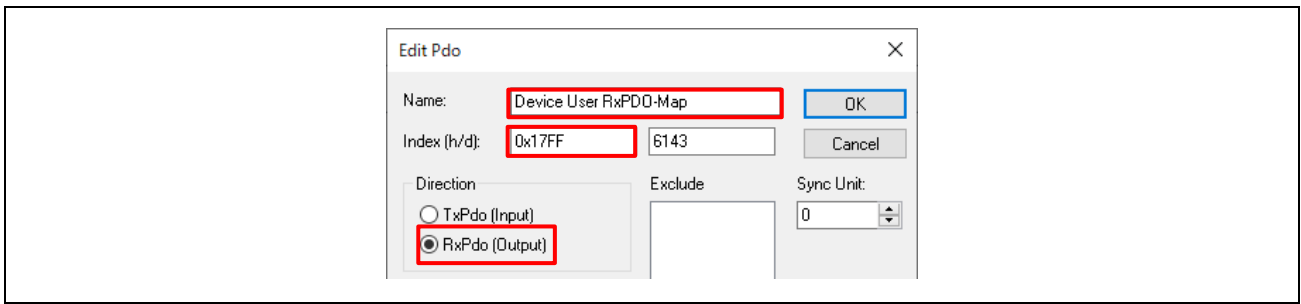 Edit Pdo
Name: Device User RxPDO-Map OK
Index (h/d): 0x17FF 6143 Cancel
Direction Exclude Sync Unit:
TxPdo (Input) 0
RxPdo (Output)